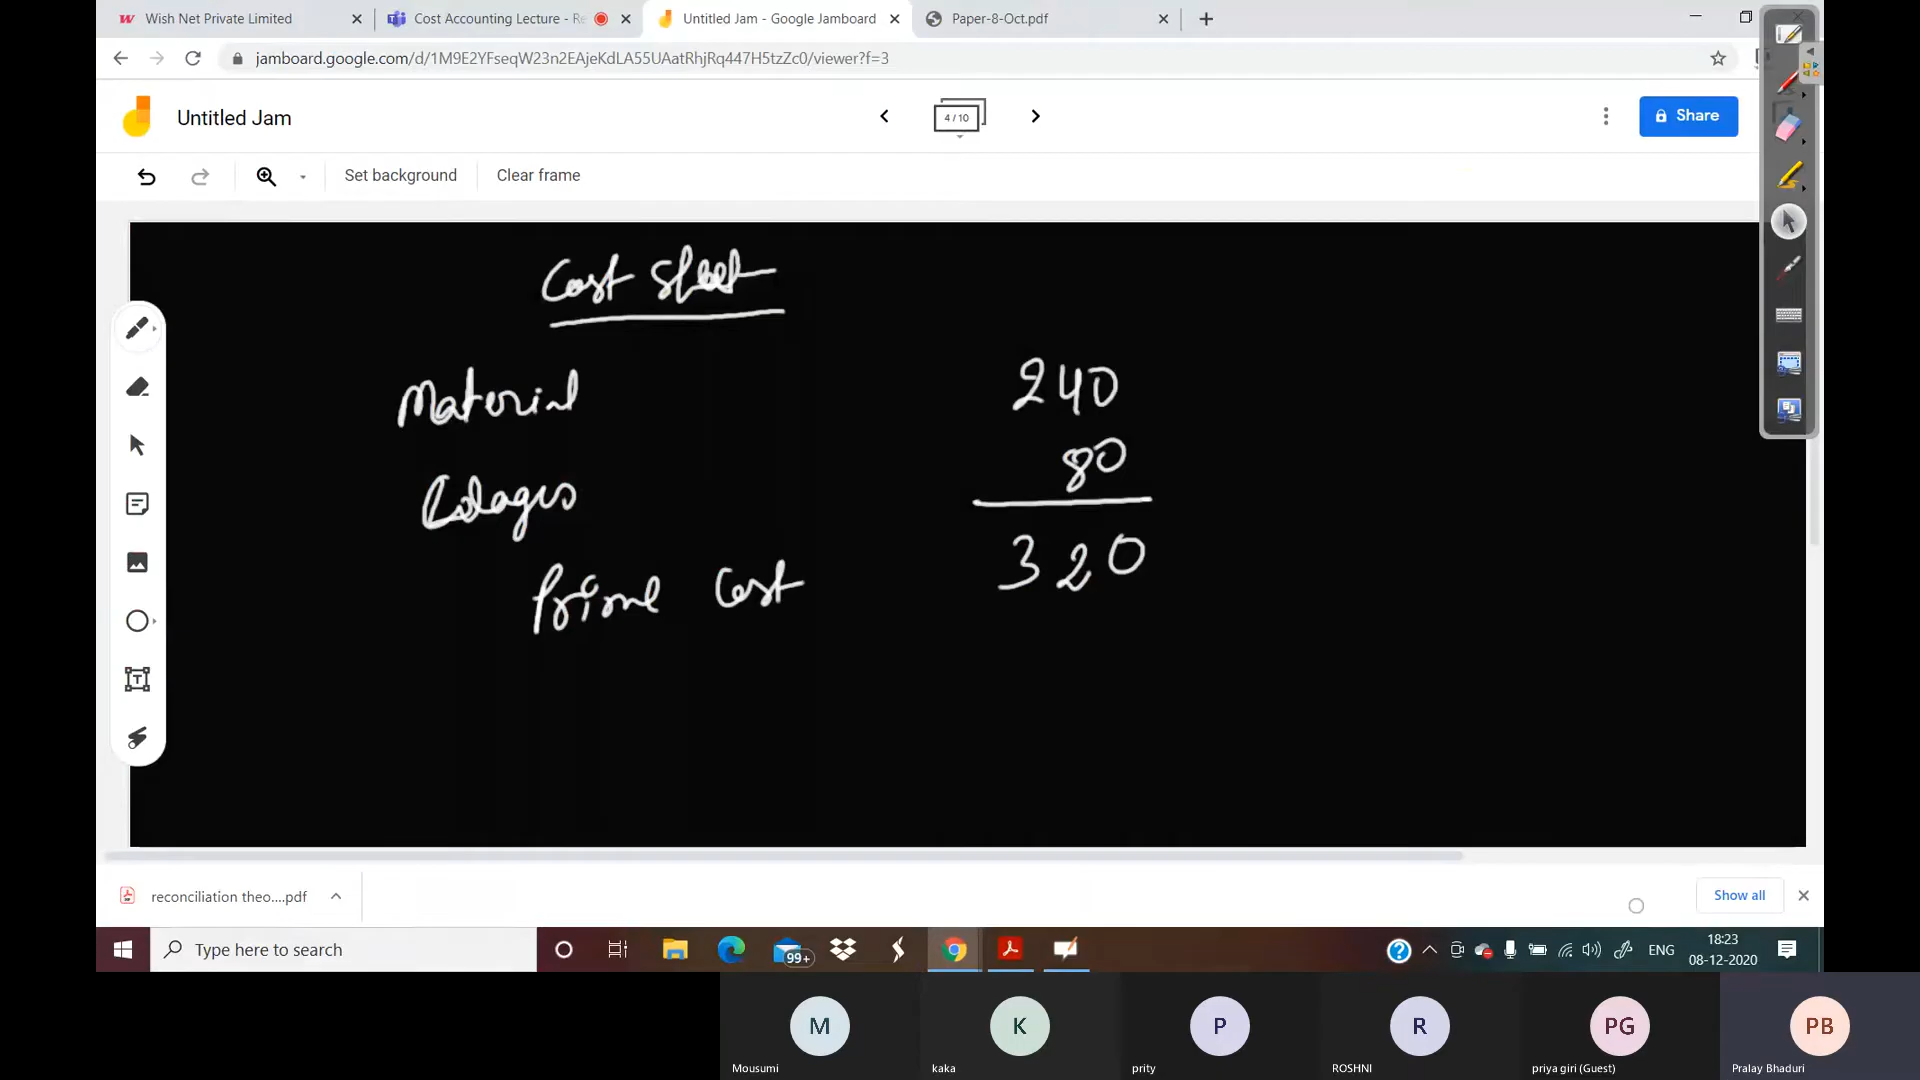 Wish Net Private Limited
Cost Accounting Lecture - Re
Untitled Jam - Google Jamboard
Paper-8-Oct.pdf
jamboard.google.com/d/1M9E2YFseqW23n2EAjeKdLA55UAatRhjRq447H5tzZc0/viewer?f=3
Untitled Jam
4 / 10
Share
Set background
Clear frame
Cost Sheet
Material 240
Wages 80
Prime Cost 320
reconciliation theo....pdf
Show all
Type here to search
99+
ENG
18:23
08-12-2020
M
K
P
R
PG
PB
Mousumi
kaka
prity
ROSHNI
priya giri (Guest)
Pralay Bhaduri